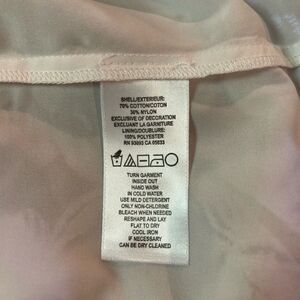 SHELL/EXTERIEUR:
70% COTTON/COTON
30% NYLON
EXCLUSIVE OF DECORATION
EXCLUANT LA GARNITURE
LINING/DOUBLURE:
100% POLYESTER
RN 93693 CA 05633
TURN GARMENT
INSIDE OUT
HAND WASH
IN COLD WATER
USE MILD DETERGENT
ONLY NON-CHLORINE
BLEACH WHEN NEEDED
RESHAPE AND LAY
FLAT TO DRY
COOL IRON
IF NECESSARY
CAN BE DRY CLEANED